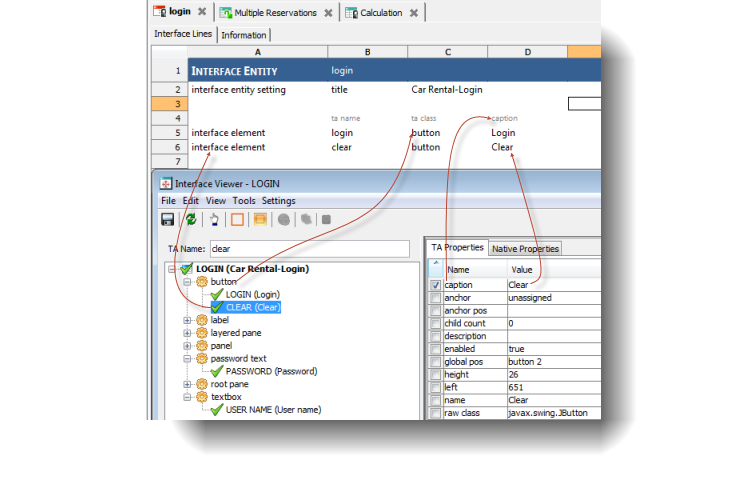 login Multiple Reservations Calculation
Interface Lines Information
A B C D
1 INTERFACE ENTITY login
2 interface entity setting title Car Rental-Login
3
4 ta name ta class caption
5 interface element login button Login
6 interface element clear button Clear
7
Interface Viewer - LOGIN
File Edit View Tools Settings
TA Name: clear
TA Properties Native Properties
Name Value
LOGIN (Car Rental-Login)
button
LOGIN (Login)
CLEAR (Clear)
label
layered pane
panel
password text
PASSWORD (Password)
root pane
textbox
USER NAME (User name)
caption Clear
anchor unassigned
anchor pos
child count 0
description
enabled true
global pos button 2
height 26
left 651
name Clear
raw class javax.swing.JButton